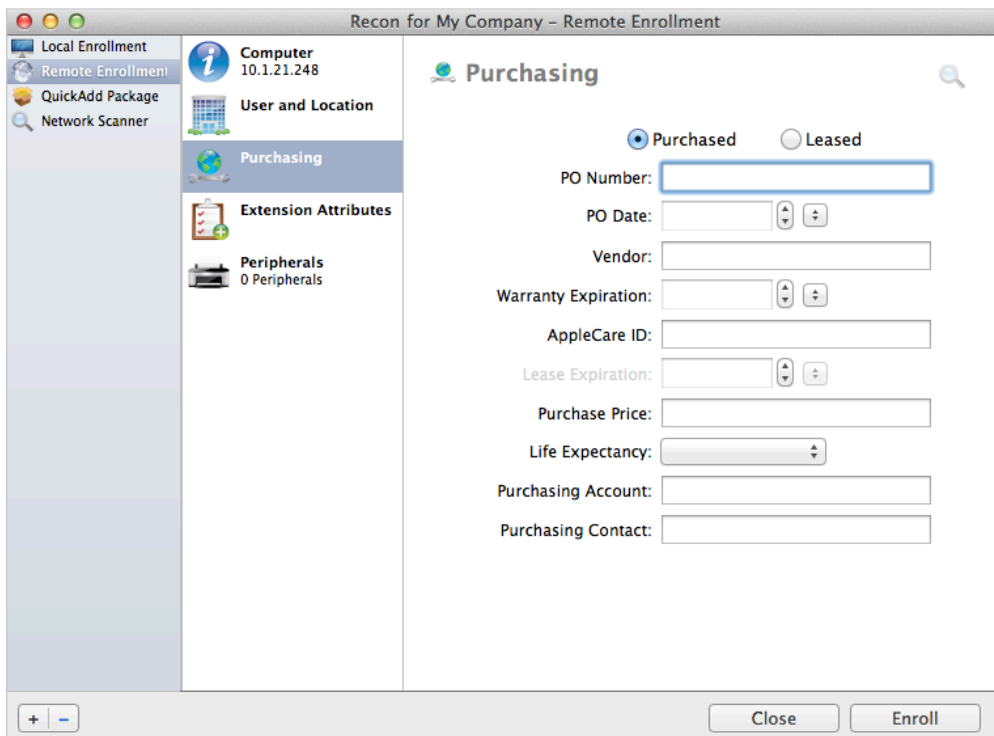 Recon for My Company – Remote Enrollment
Local Enrollment
Remote Enrollment
QuickAdd Package
Network Scanner
Computer
10.1.21.248
User and Location
Purchasing
Extension Attributes
Peripherals
0 Peripherals
Purchasing
Purchased
Leased
PO Number:
PO Date:
Vendor:
Warranty Expiration:
AppleCare ID:
Lease Expiration:
Purchase Price:
Life Expectancy:
Purchasing Account:
Purchasing Contact:
+ –
Close
Enroll